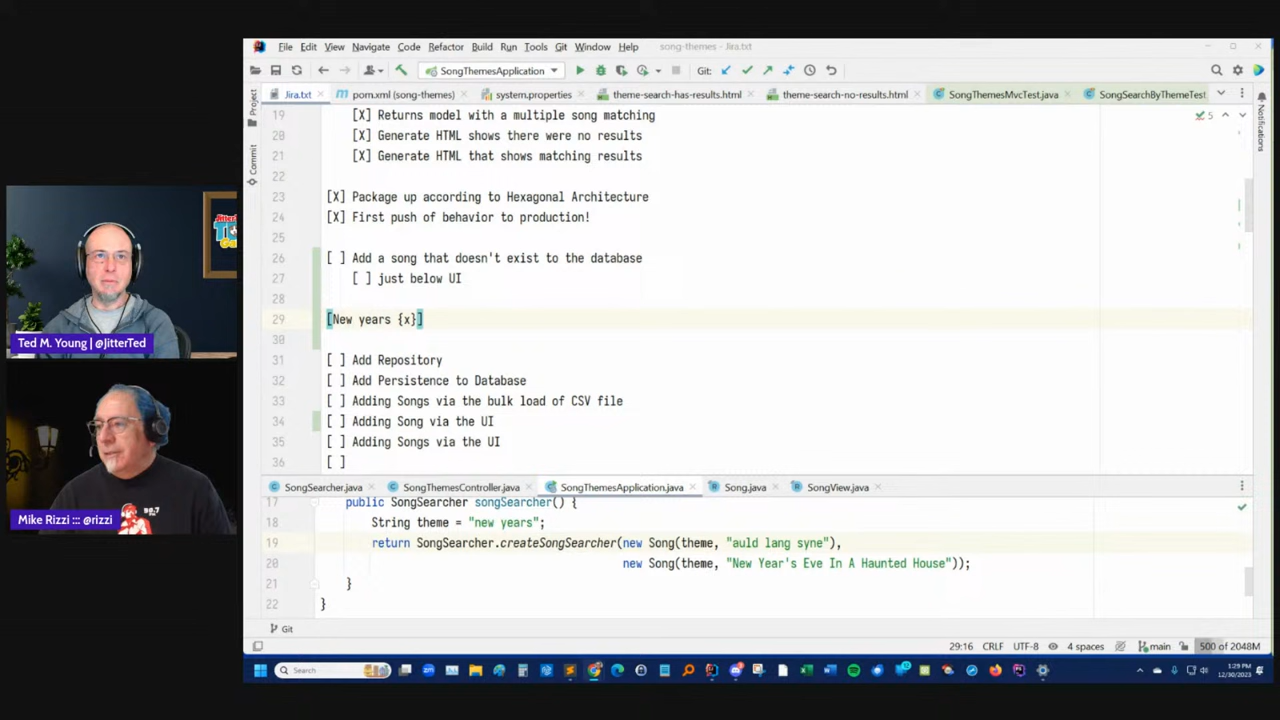 File Edit View Navigate Code Refactor Build Run Tools Git Window Help song-themes - Jira.txt
SongThemesApplication Git:
Jira.txt pom.xml (song-themes) system.properties theme-search-has-results.html theme-search-no-results.html SongThemesMvcTest.java SongSearchByThemeTest
Project
Commit
Notifications
5
19 [X] Returns model with a multiple song matching
20 [X] Generate HTML shows there were no results
21 [X] Generate HTML that shows matching results
22
23 [X] Package up according to Hexagonal Architecture
24 [X] First push of behavior to production!
25
26 [ ] Add a song that doesn't exist to the database
27 [ ] just below UI
28
29 [New years {x}]
30
31 [ ] Add Repository
32 [ ] Add Persistence to Database
33 [ ] Adding Songs via the bulk load of CSV file
34 [ ] Adding Song via the UI
35 [ ] Adding Songs via the UI
36 [ ]
SongSearcher.java SongThemesController.java SongThemesApplication.java Song.java SongView.java
17 public SongSearcher songSearcher() {
18 String theme = "new years";
19 return SongSearcher.createSongSearcher(new Song(theme, "auld lang syne"),
20 new Song(theme, "New Year's Eve In A Haunted House"));
21 }
22 }
Git
29:16 CRLF UTF-8 4 spaces main 500 of 2048M
Search
1:29 PM
12/30/2023
Ted M. Young | @JitterTed
Mike Rizzi ::: @rizzi